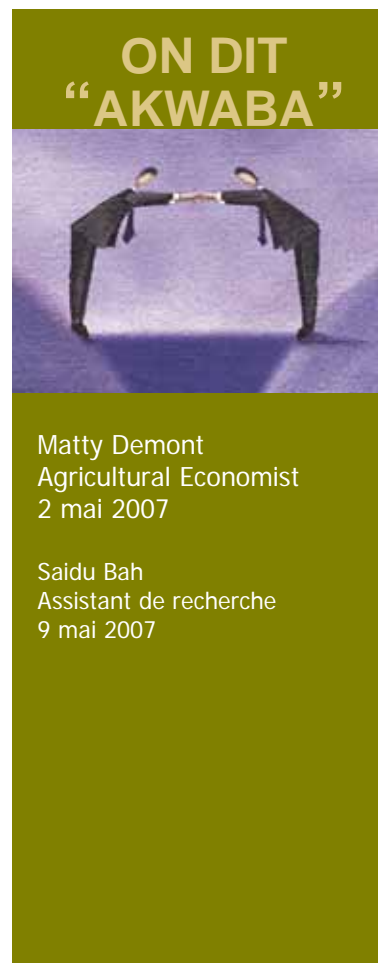 ON DIT
“AKWABA”
Matty Demont
Agricultural Economist
2 mai 2007
Saidu Bah
Assistant de recherche
9 mai 2007